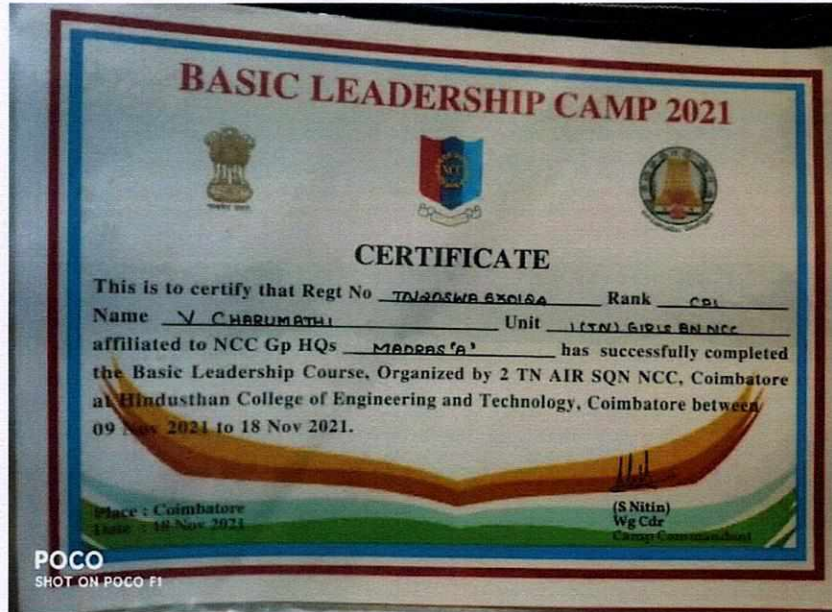 BASIC LEADERSHIP CAMP 2021
NCC
CERTIFICATE
This is to certify that Regt No Rank
Name V CHARUMATHI Unit 1(TN) GIRLS BN NCC
affiliated to NCC Gp HQs MADRAS 'A' has successfully completed
the Basic Leadership Course, Organized by 2 TN AIR SQN NCC, Coimbatore
at Hindusthan College of Engineering and Technology, Coimbatore between
09 Nov 2021 to 18 Nov 2021.
Place : Coimbatore
Date : 18 Nov 2021
(S Nitin)
Wg Cdr
Camp Commandant
POCO
SHOT ON POCO F1